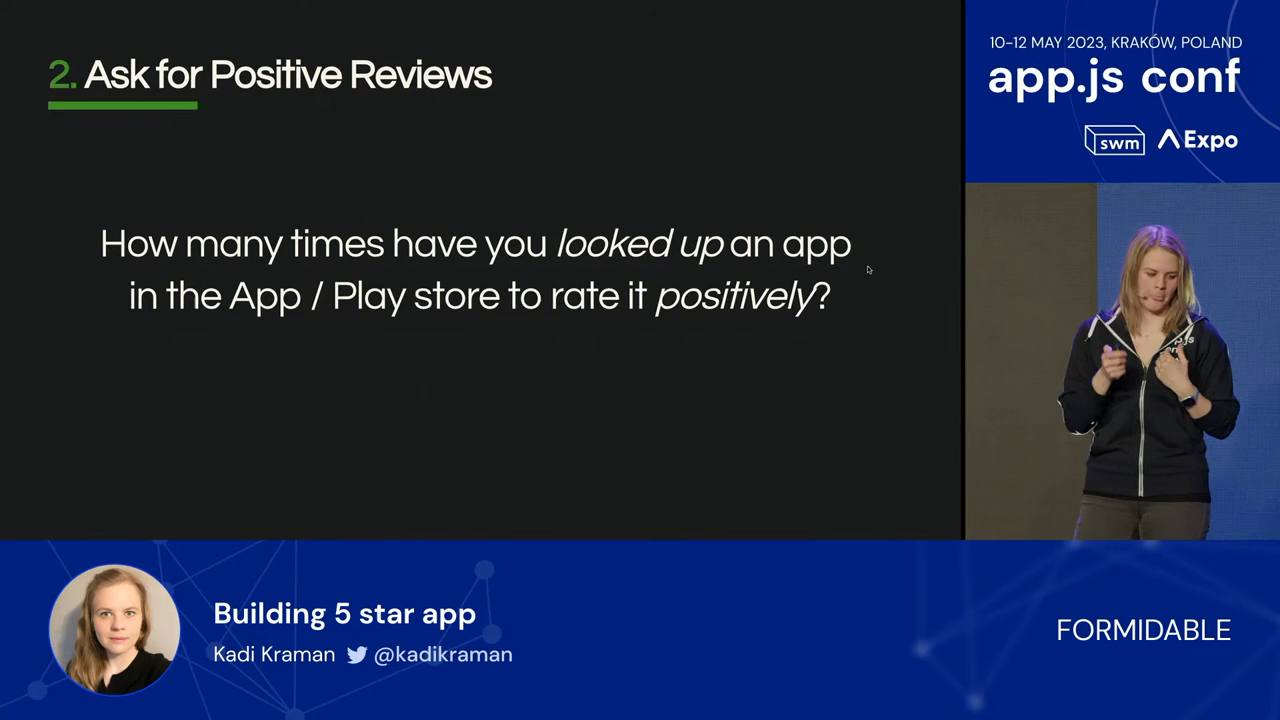 2. Ask for Positive Reviews
How many times have you looked up an app
in the App / Play store to rate it positively?
10-12 MAY 2023, KRAKÓW, POLAND
app.js conf
swm
Expo
Building 5 star app
Kadi Kraman @kadikraman
FORMIDABLE